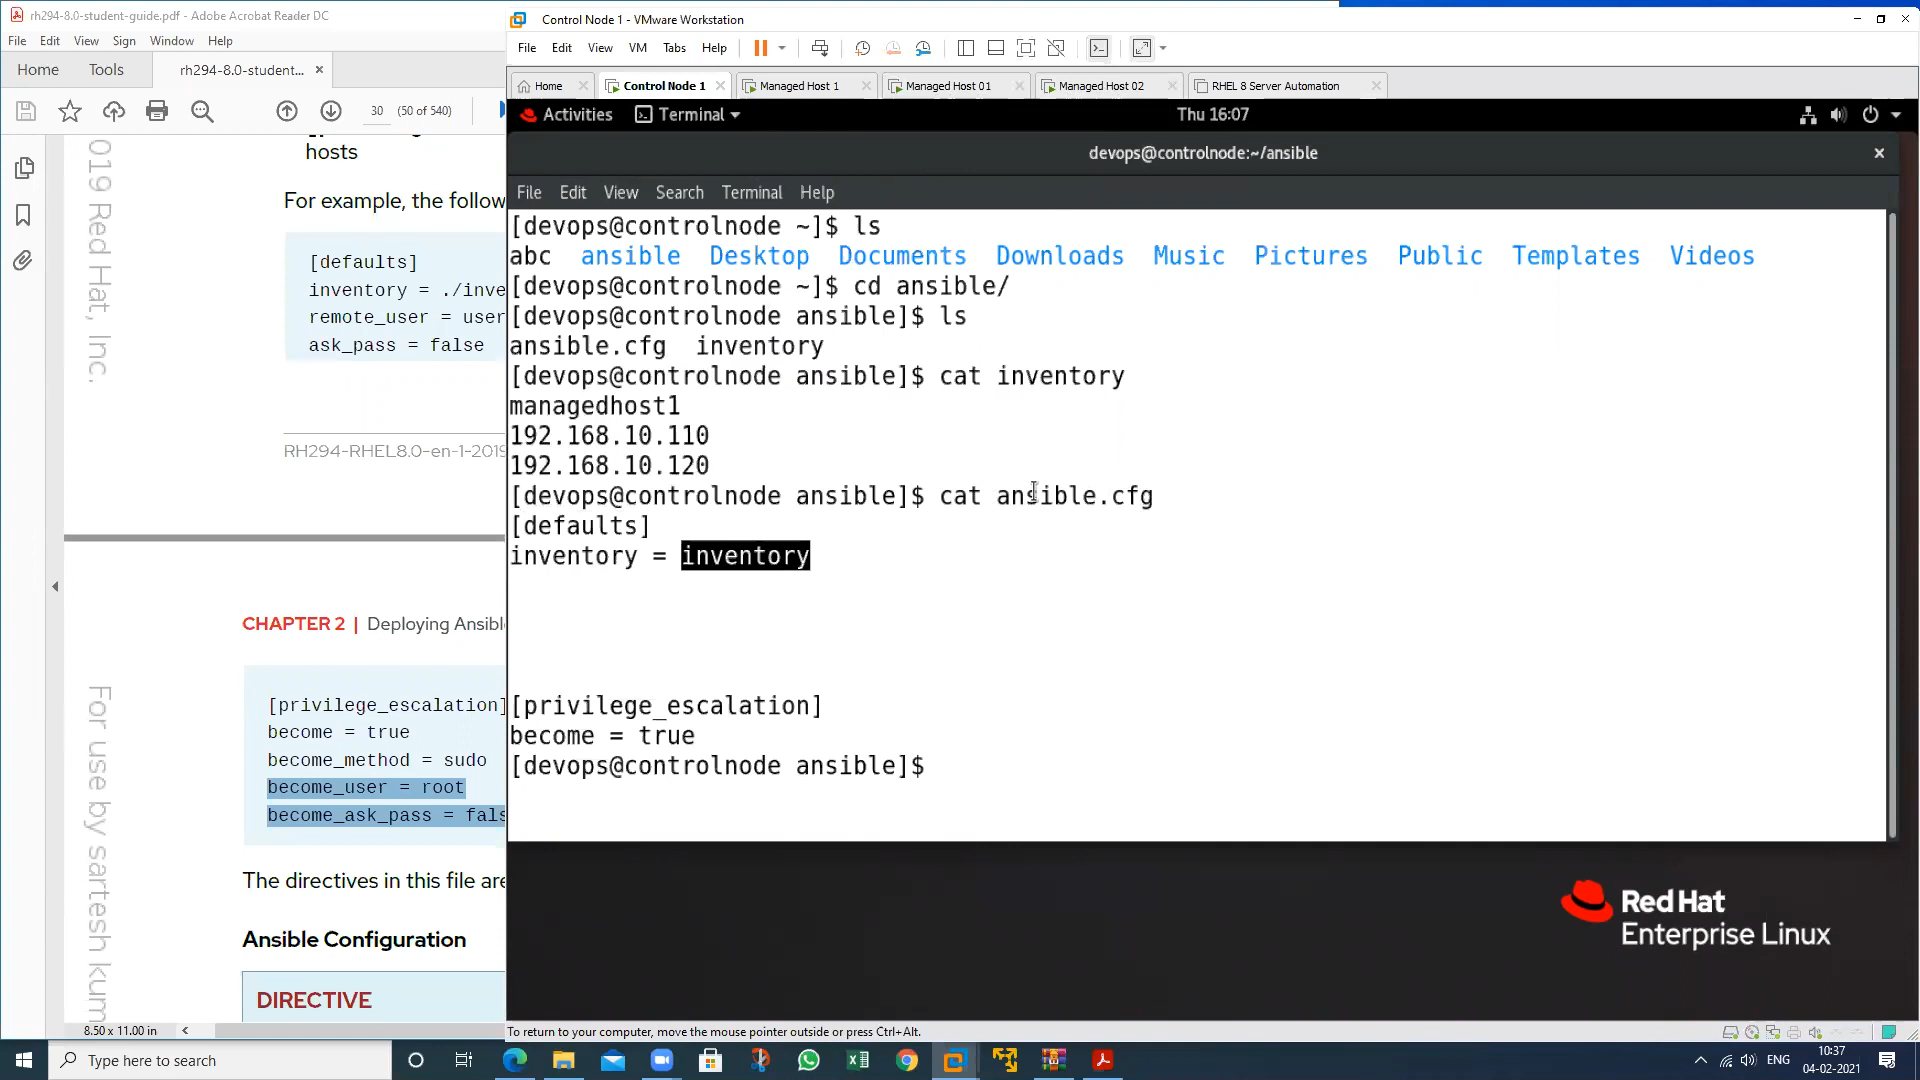 rh294-8.0-student-guide.pdf - Adobe Acrobat Reader DC
File Edit View Sign Window Help
Home Tools rh294-8.0-student... ×
30 (50 of 540)
hosts
For example, the follow
[defaults]
inventory = ./inve
remote_user = user
ask_pass = false
RH294-RHEL8.0-en-1-2019
019 Red Hat, Inc.
CHAPTER 2 | Deploying Ansibl
[privilege_escalation]
become = true
become_method = sudo
become_user = root
become_ask_pass = fals
The directives in this file are
Ansible Configuration
DIRECTIVE
For use by sartesh kum
8.50 x 11.00 in
Control Node 1 - VMware Workstation
File Edit View VM Tabs Help
Home Control Node 1 Managed Host 1 Managed Host 01 Managed Host 02 RHEL 8 Server Automation
Activities Terminal Thu 16:07
devops@controlnode:~/ansible
File Edit View Search Terminal Help
[devops@controlnode ~]$ ls
abc ansible Desktop Documents Downloads Music Pictures Public Templates Videos
[devops@controlnode ~]$ cd ansible/
[devops@controlnode ansible]$ ls
ansible.cfg inventory
[devops@controlnode ansible]$ cat inventory
managedhost1
192.168.10.110
192.168.10.120
[devops@controlnode ansible]$ cat ansible.cfg
[defaults]
inventory = inventory
[privilege_escalation]
become = true
[devops@controlnode ansible]$
Red Hat
Enterprise Linux
To return to your computer, move the mouse pointer outside or press Ctrl+Alt.
Type here to search
ENG
10:37
04-02-2021